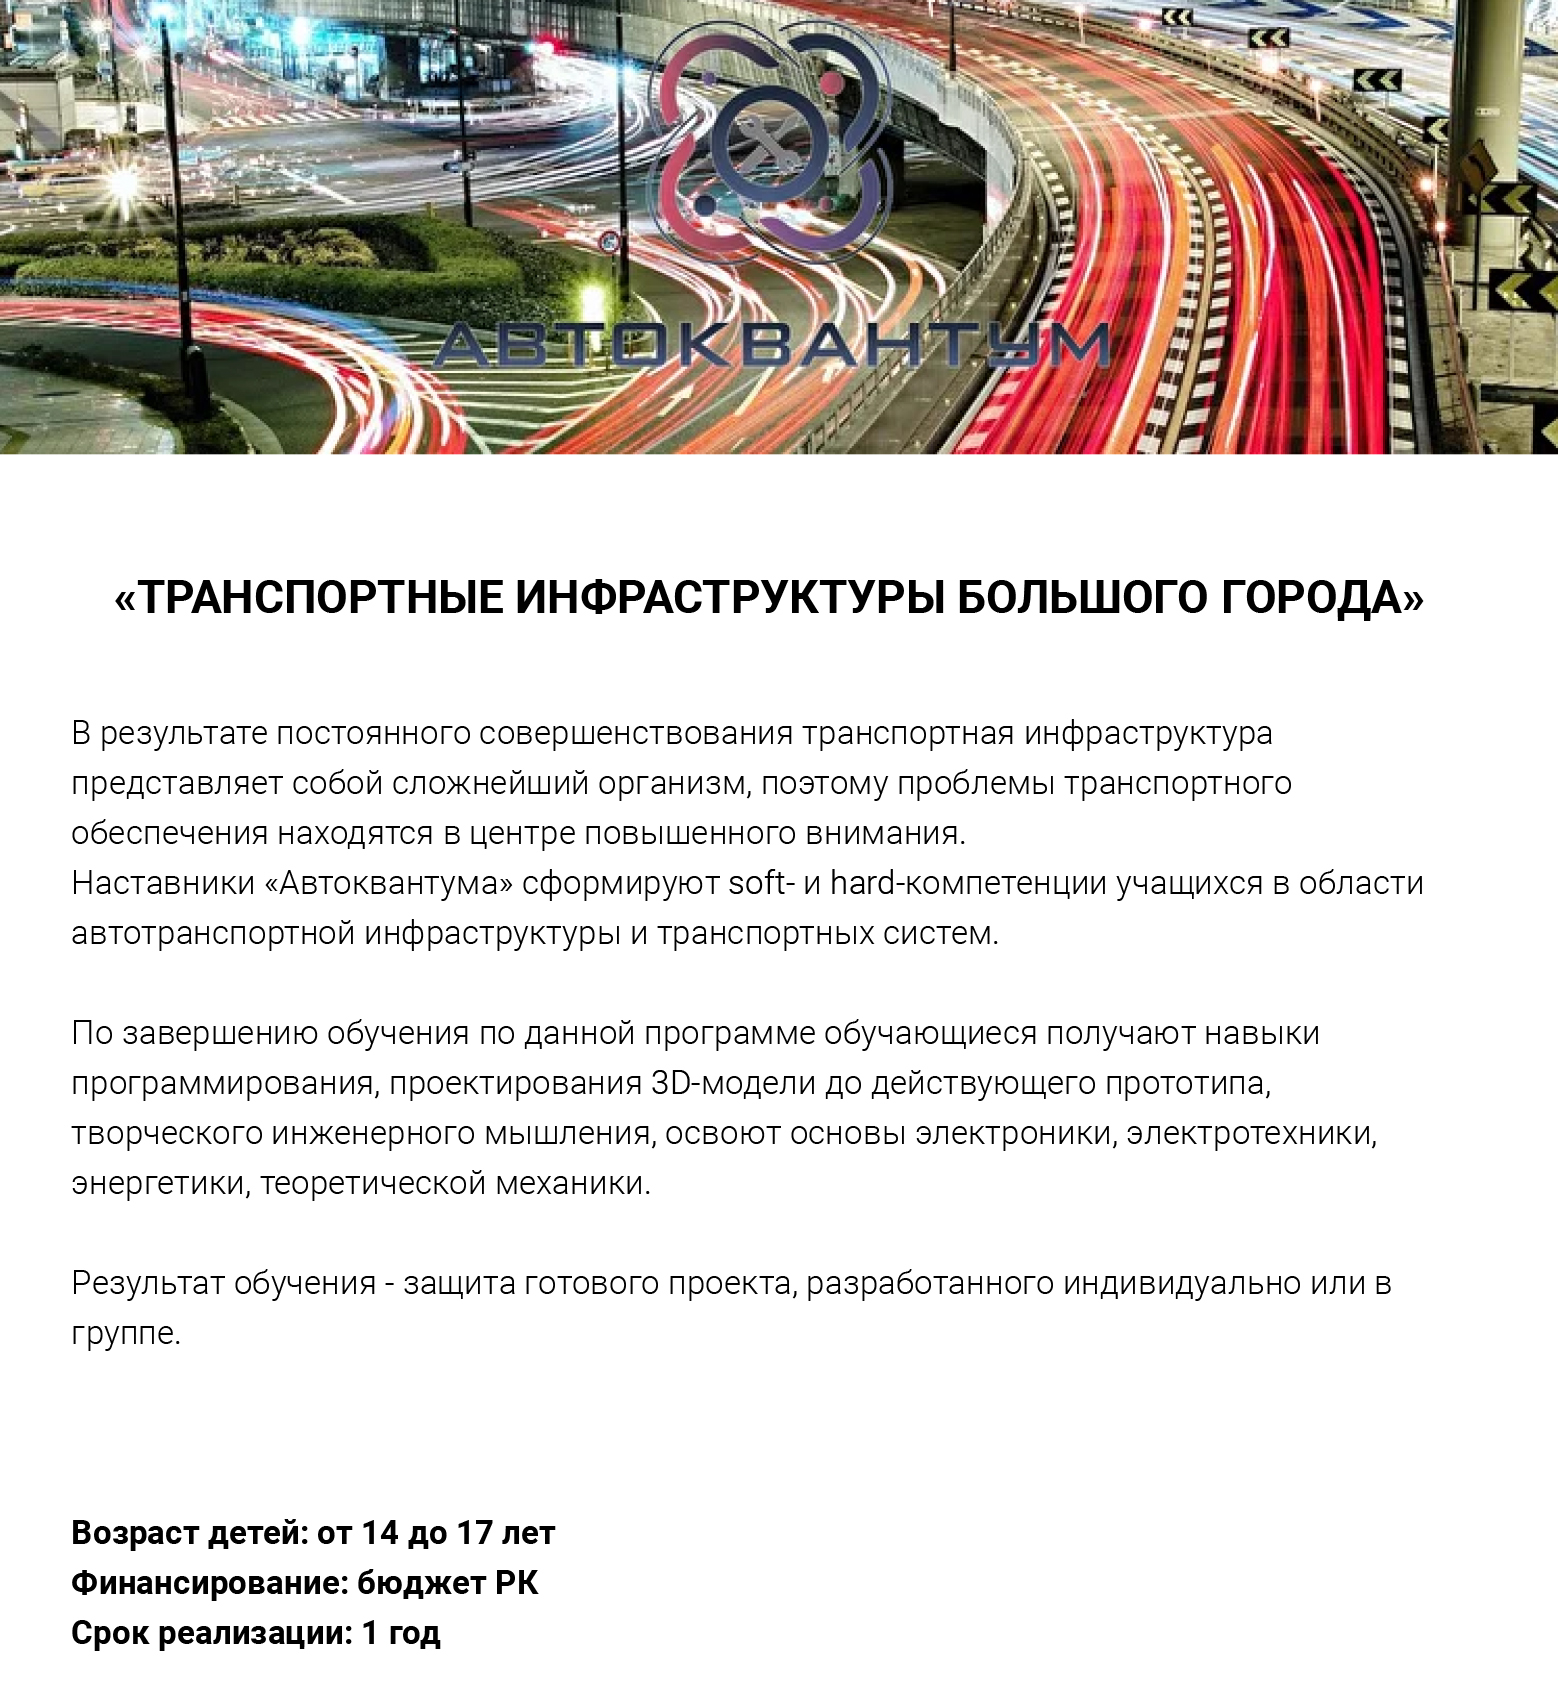 АВТОКВАНТУМ
«ТРАНСПОРТНЫЕ ИНФРАСТРУКТУРЫ БОЛЬШОГО ГОРОДА»
В результате постоянного совершенствования транспортная инфраструктура
представляет собой сложнейший организм, поэтому проблемы транспортного
обеспечения находятся в центре повышенного внимания.
Наставники «Автоквантума» сформируют soft- и hard-компетенции учащихся в области
автотранспортной инфраструктуры и транспортных систем.
По завершению обучения по данной программе обучающиеся получают навыки
программирования, проектирования 3D-модели до действующего прототипа,
творческого инженерного мышления, освоют основы электроники, электротехники,
энергетики, теоретической механики.
Результат обучения - защита готового проекта, разработанного индивидуально или в
группе.
Возраст детей: от 14 до 17 лет
Финансирование: бюджет РК
Срок реализации: 1 год